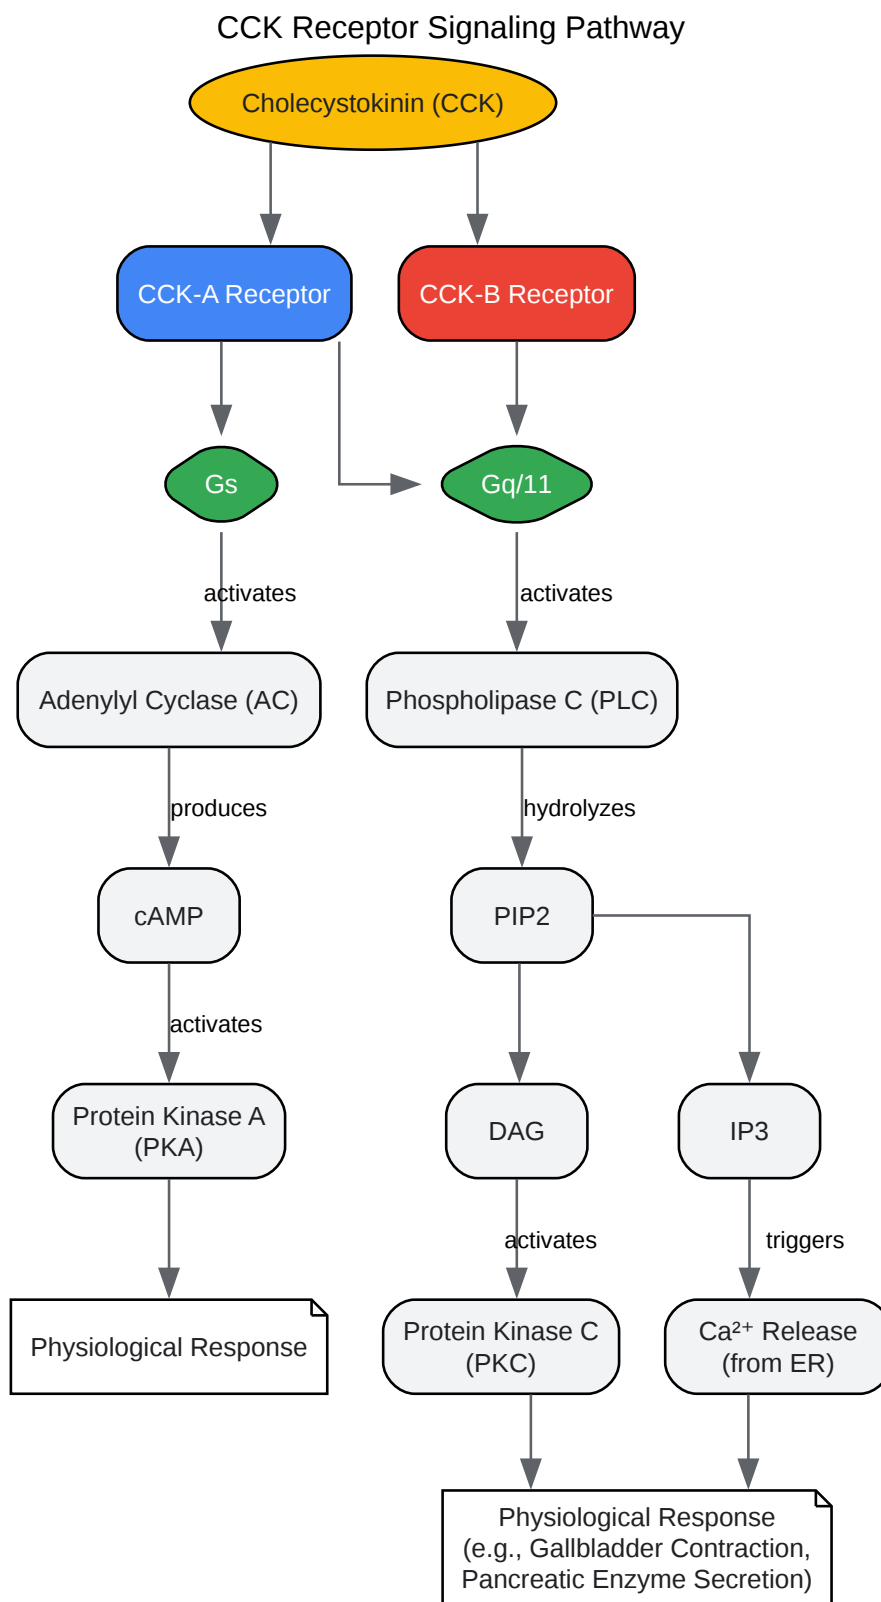 CCK Receptor Signaling Pathway
Cholecystokinin (CCK)
CCK-A Receptor
CCK-B Receptor
Gs
Gq/11
activates
activates
Adenylyl Cyclase (AC)
Phospholipase C (PLC)
produces
hydrolyzes
cAMP
PIP2
activates
Protein Kinase A
(PKA)
DAG
IP3
activates
triggers
Physiological Response
Protein Kinase C
(PKC)
Ca²⁺ Release
(from ER)
Physiological Response
(e.g., Gallbladder Contraction,
Pancreatic Enzyme Secretion)